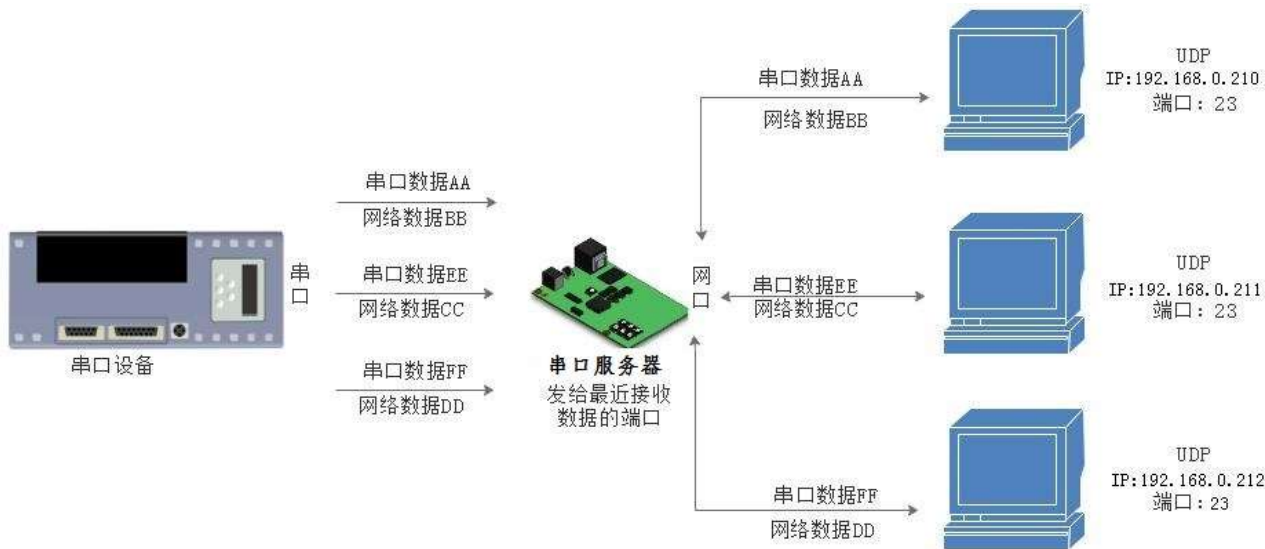 串口数据AA
网络数据BB
串口数据EE
网络数据CC
串口数据FF
网络数据DD
串口
串口设备
串口服务器
发给最近接收
数据的端口
网口
串口数据AA
网络数据BB
串口数据EE
网络数据CC
串口数据FF
网络数据DD
UDP
IP:192.168.0.210
端口：23
UDP
IP:192.168.0.211
端口：23
UDP
IP:192.168.0.212
端口：23